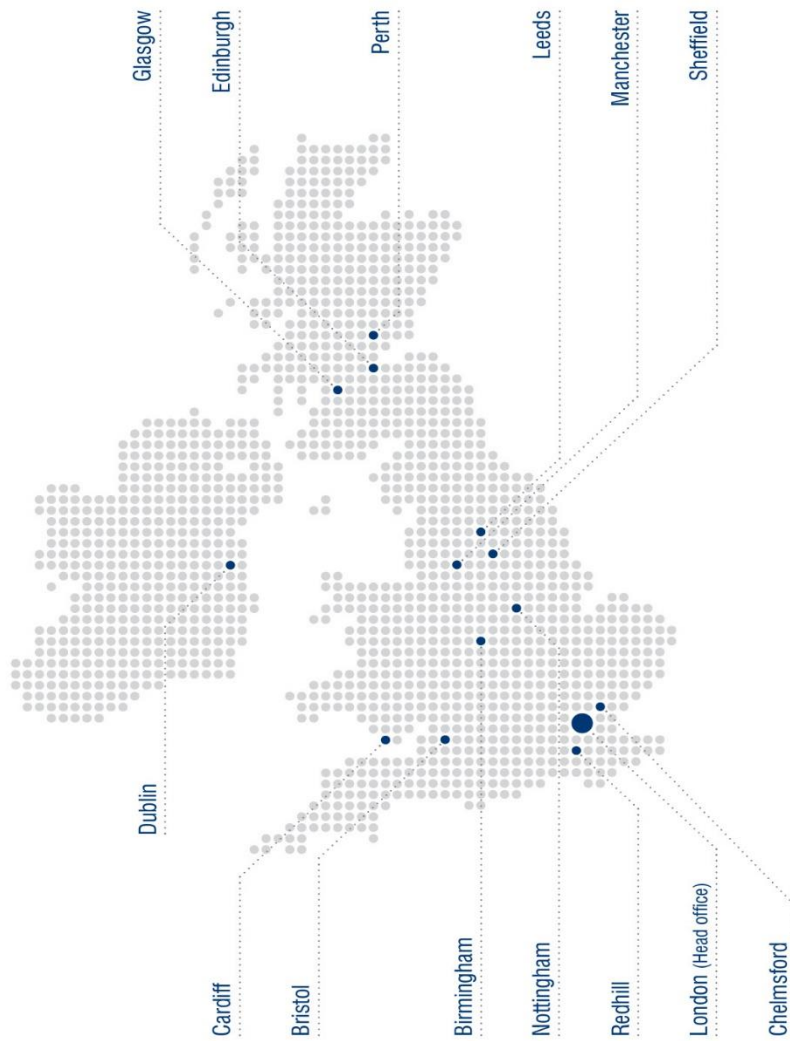 Glasgow
Edinburgh
Perth
Leeds
Manchester
Sheffield
Dublin
Cardiff
Bristol
Birmingham
Nottingham
Redhill
London (Head office)
Chelmsford